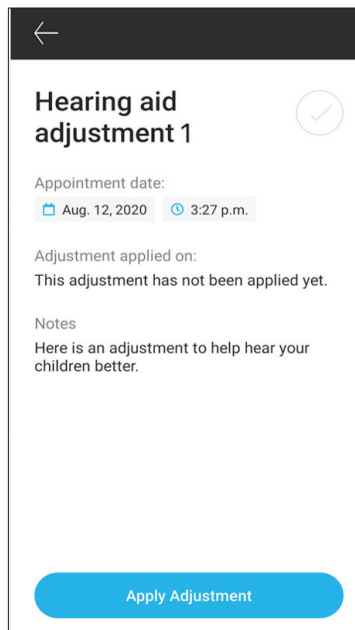 Hearing aid
adjustment 1
Appointment date:
Aug. 12, 2020 3:27 p.m.
Adjustment applied on:
This adjustment has not been applied yet.
Notes
Here is an adjustment to help hear your
children better.
Apply Adjustment